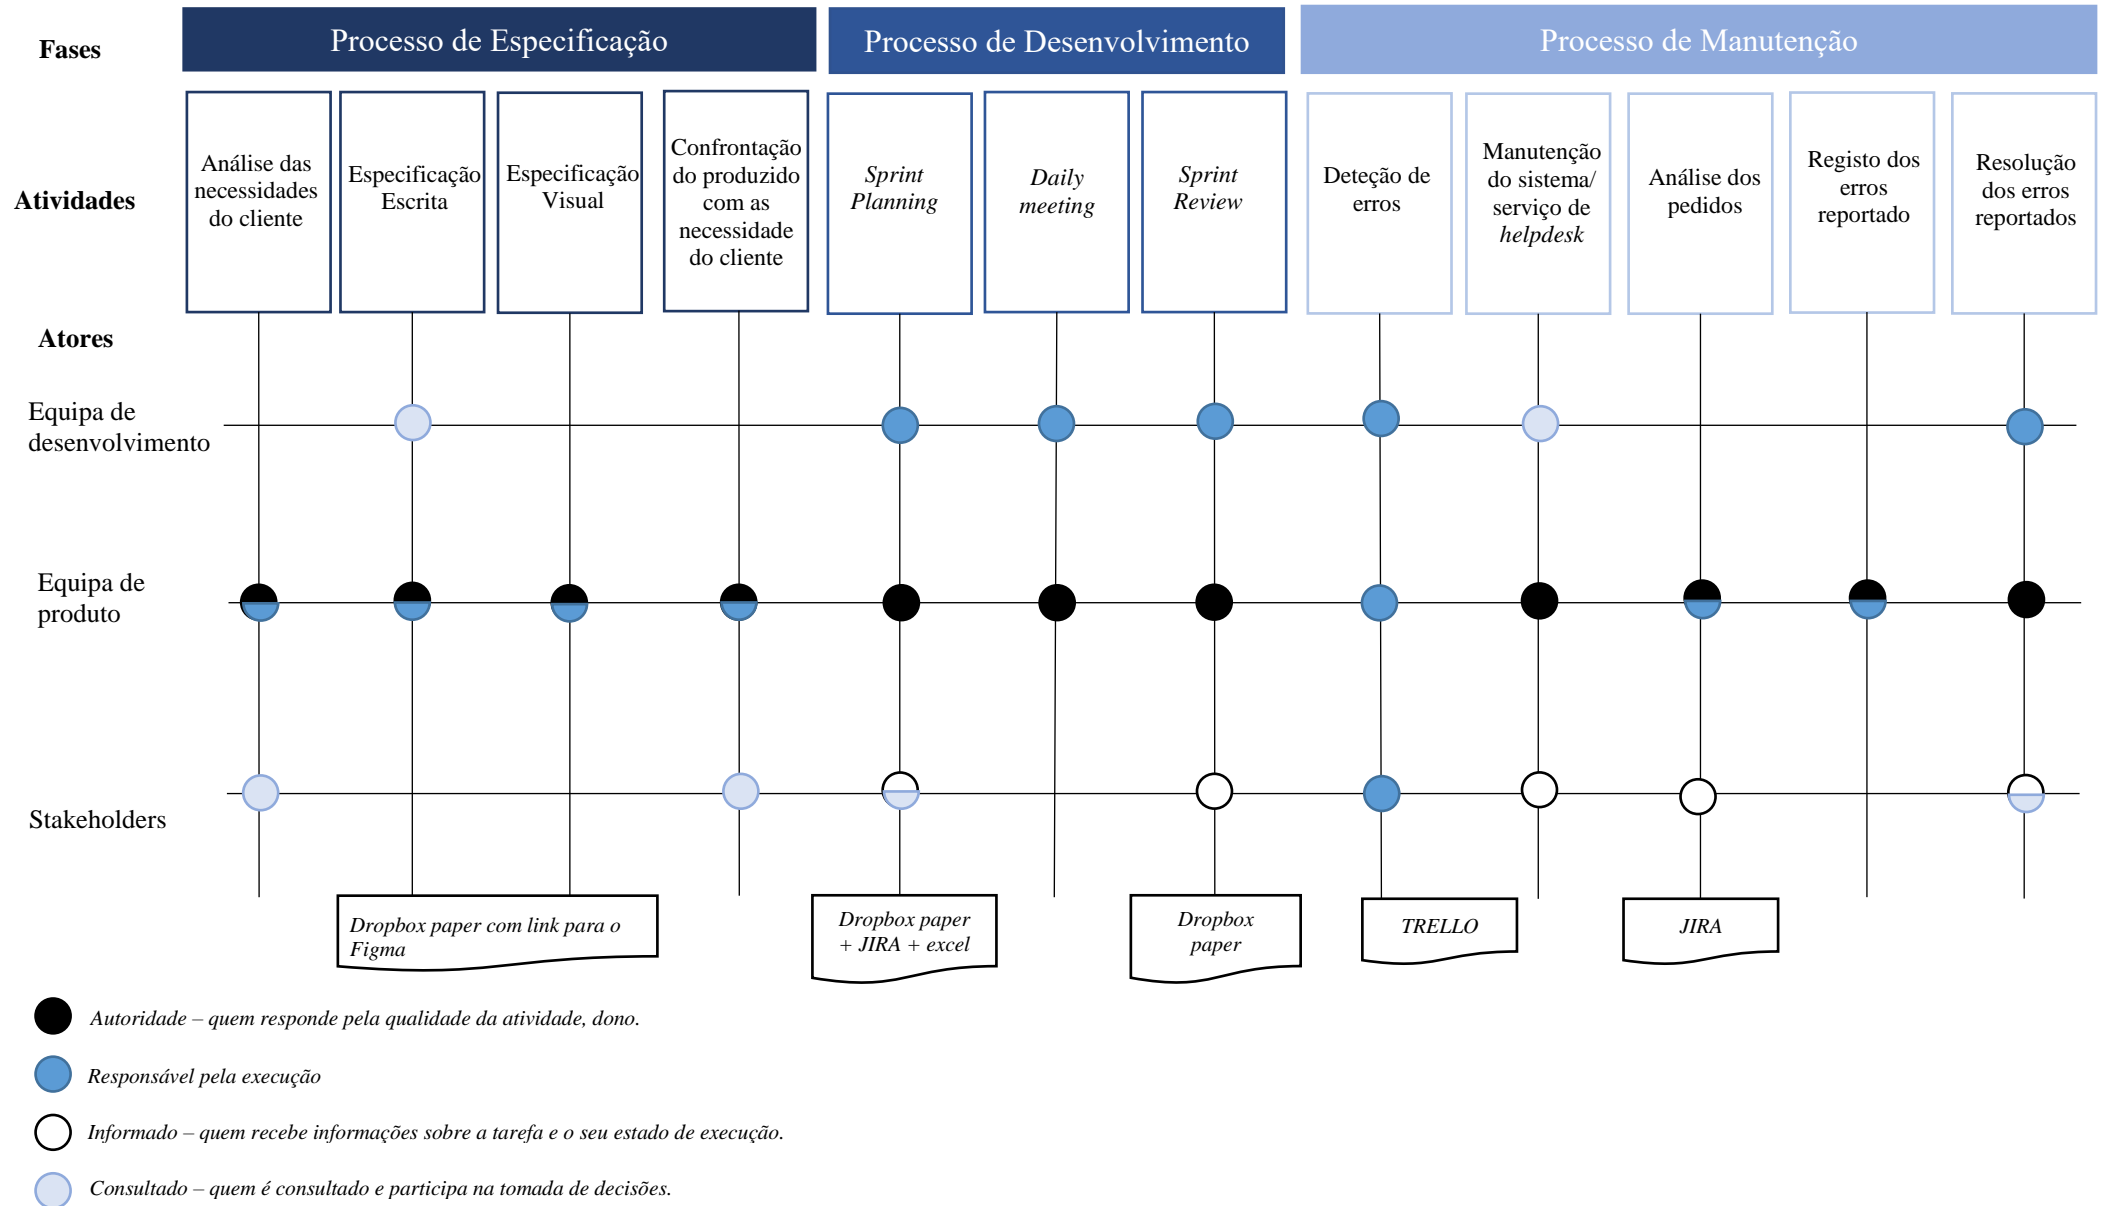 Fases
Processo de Especificação
Processo de Desenvolvimento
Processo de Manutenção
Atividades
Análise das
necessidades
do cliente
Especificação
Escrita
Especificação
Visual
Confrontação
do produzido
com as
necessidade
do cliente
Sprint
Planning
Daily
meeting
Sprint
Review
Deteção de
erros
Manutenção
do sistema/
serviço de
helpdesk
Análise dos
pedidos
Registo dos
erros
reportado
Resolução
dos erros
reportados
Atores
Equipa de
desenvolvimento
Equipa de
produto
Stakeholders
Dropbox paper com link para o
Figma
Dropbox paper
+ JIRA + excel
Dropbox
paper
TRELLO
JIRA
Autoridade – quem responde pela qualidade da atividade, dono.
Responsável pela execução
Informado – quem recebe informações sobre a tarefa e o seu estado de execução.
Consultado – quem é consultado e participa na tomada de decisões.